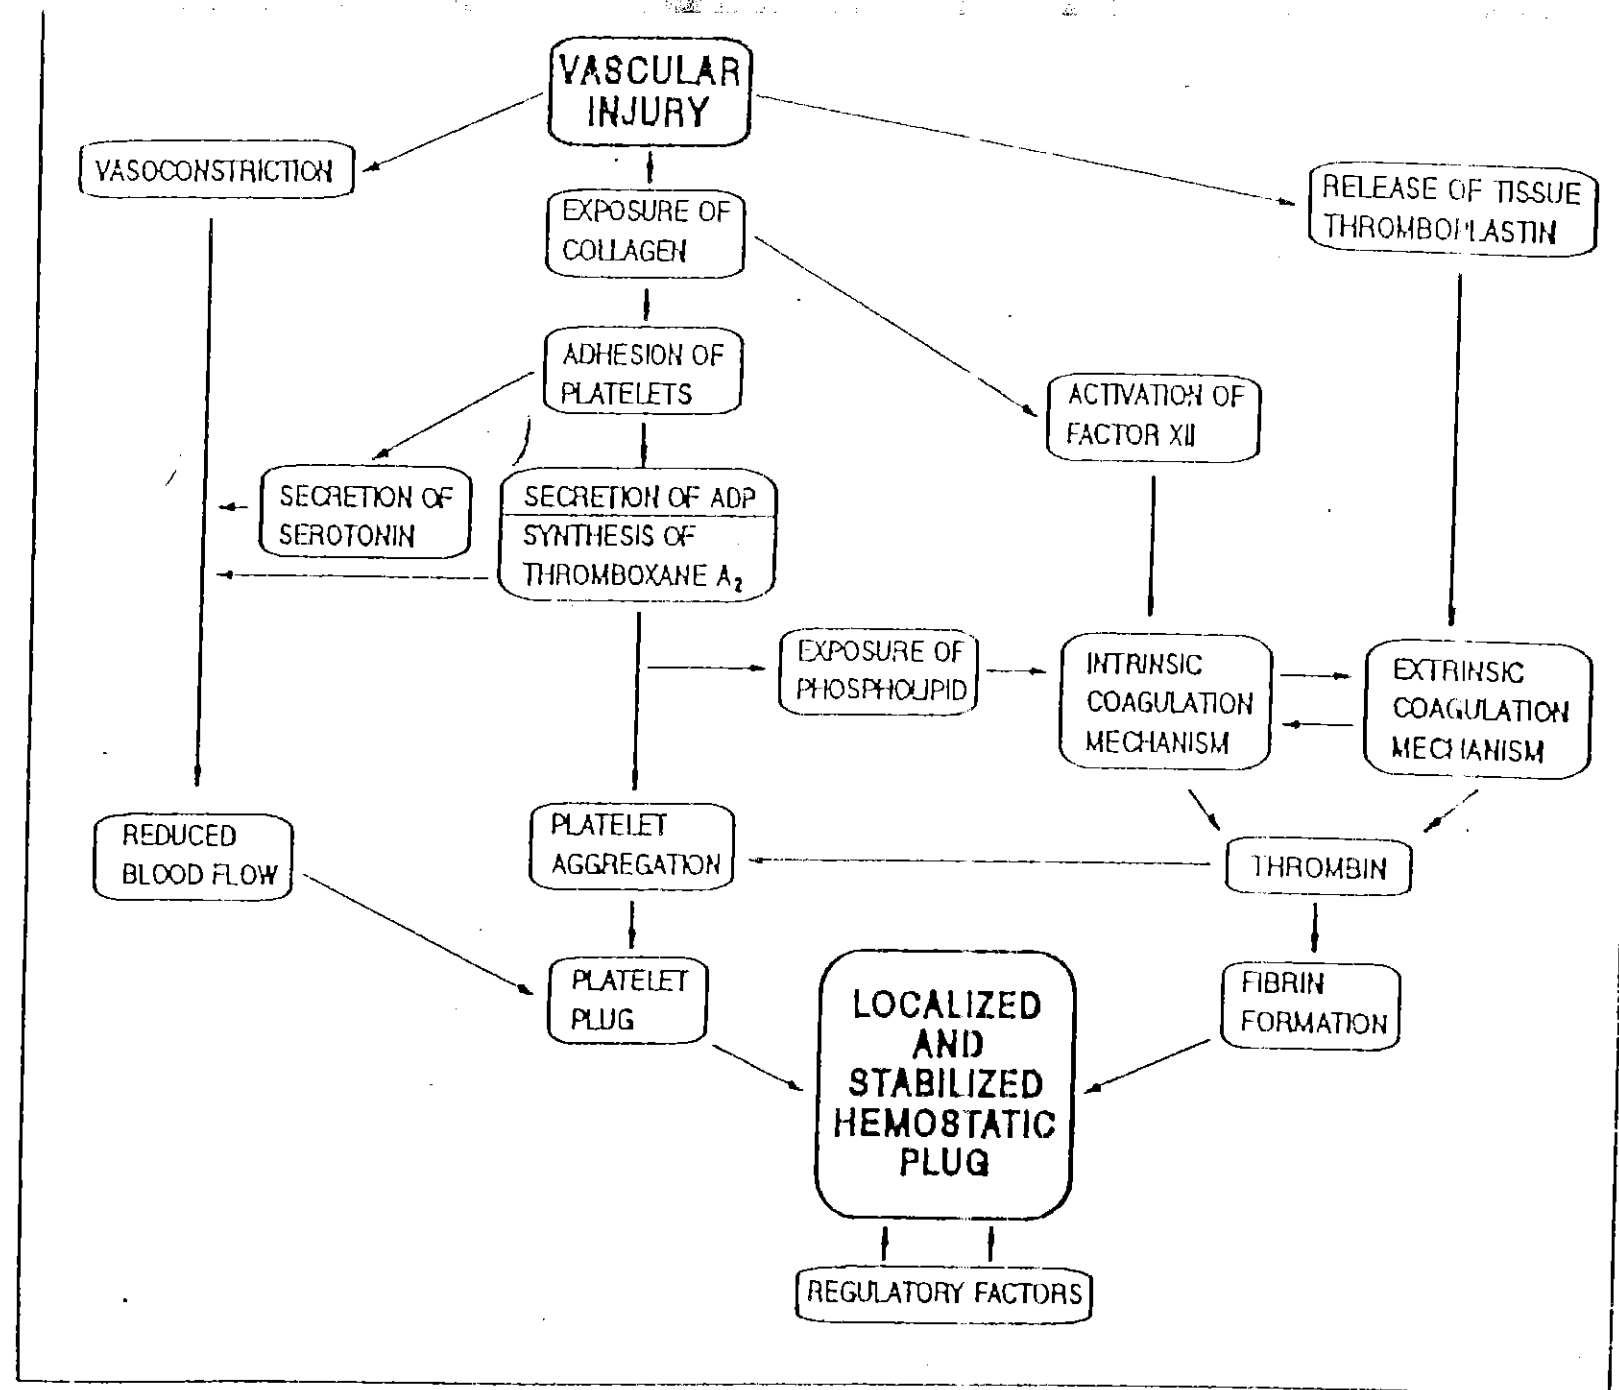 VASCULAR
INJURY
VASOCONSTRICTION
RELEASE OF TISSUE
THROMBOPLASTIN
EXPOSURE OF
COLLAGEN
ADHESION OF
PLATELETS
ACTIVATION OF
FACTOR XII
SECRETION OF
SEROTONIN
SECRETION OF ADP
SYNTHESIS OF
THROMBOXANE A₂
EXPOSURE OF
PHOSPHOLIPID
INTRINSIC
COAGULATION
MECHANISM
EXTRINSIC
COAGULATION
MECHANISM
REDUCED
BLOOD FLOW
PLATELET
AGGREGATION
THROMBIN
PLATELET
PLUG
LOCALIZED
AND
STABILIZED
HEMOSTATIC
PLUG
FIBRIN
FORMATION
REGULATORY FACTORS